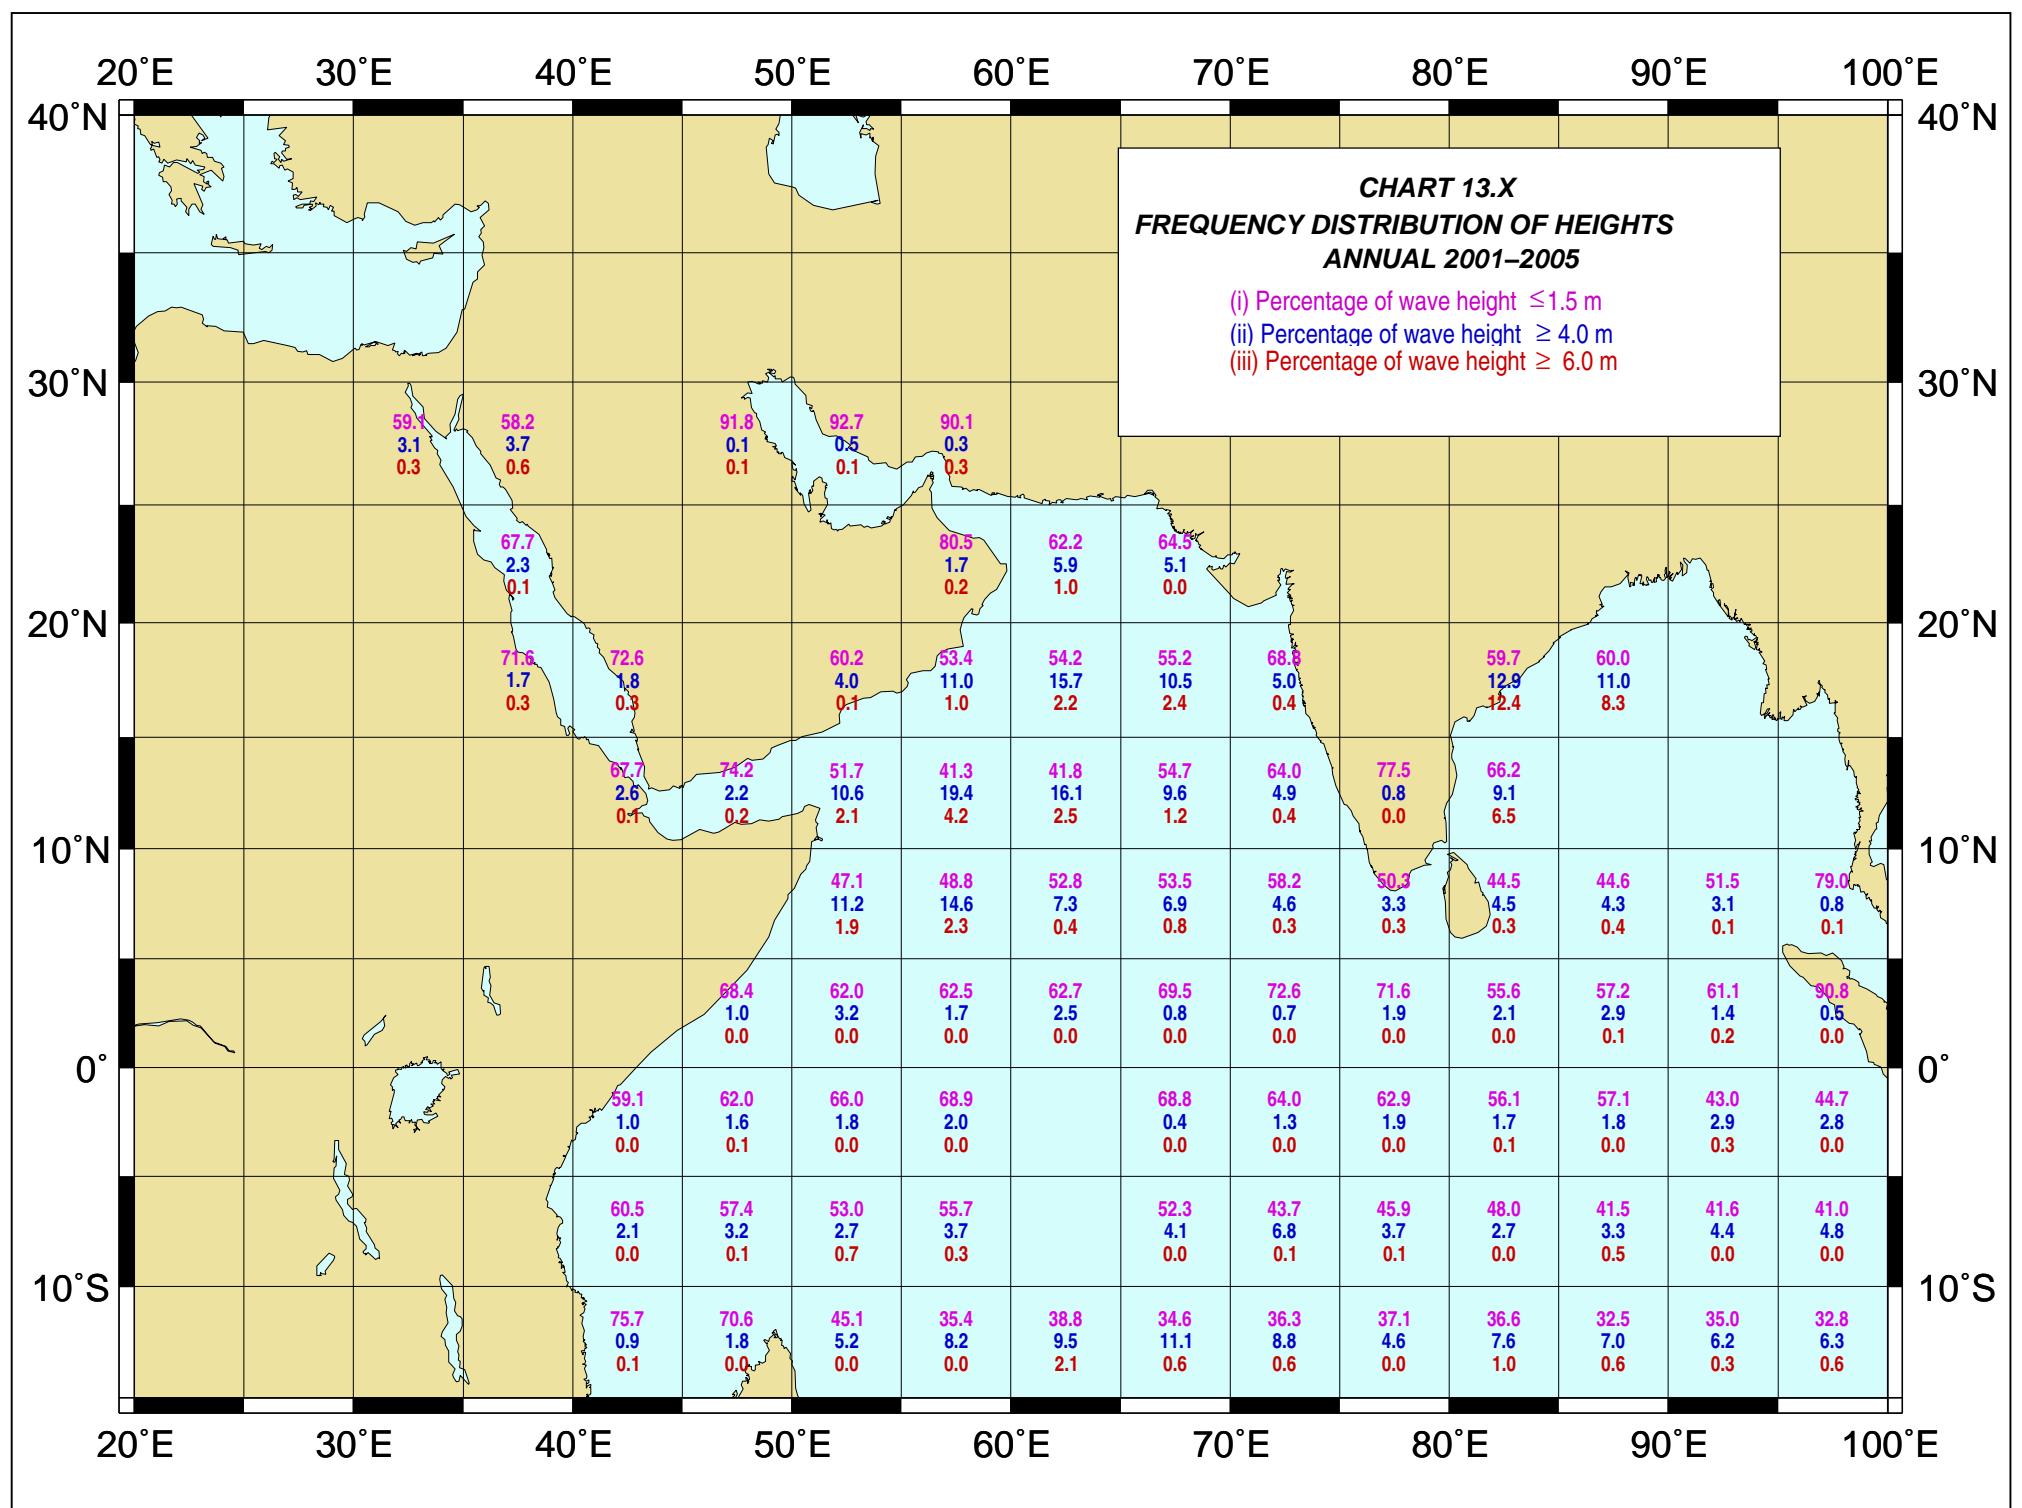 20˚E 30˚E 40˚E 50˚E 60˚E 70˚E 80˚E 90˚E 100˚E
40˚N 40˚N
CHART 13.X
FREQUENCY DISTRIBUTION OF HEIGHTS
ANNUAL 2001–2005
(i) Percentage of wave height ≤1.5 m
(ii) Percentage of wave height ≥ 4.0 m
(iii) Percentage of wave height ≥ 6.0 m
30˚N 30˚N
59.1 58.2 91.8 92.7 90.1
3.1 3.7 0.1 0.5 0.3
0.3 0.6 0.1 0.1 0.3
67.7 80.5 62.2 64.5
2.3 1.7 5.9 5.1
0.1 0.2 1.0 0.0
20˚N 20˚N
71.6 72.6 60.2 53.4 54.2 55.2 68.8 59.7 60.0
1.7 1.8 4.0 11.0 15.7 10.5 5.0 12.9 11.0
0.3 0.3 0.1 1.0 2.2 2.4 0.4 12.4 8.3
67.7 74.2 51.7 41.3 41.8 54.7 64.0 77.5 66.2
2.6 2.2 10.6 19.4 16.1 9.6 4.9 0.8 9.1
0.1 0.2 2.1 4.2 2.5 1.2 0.4 0.0 6.5
10˚N 10˚N
47.1 48.8 52.8 53.5 58.2 50.3 44.5 44.6 51.5 79.0
11.2 14.6 7.3 6.9 4.6 3.3 4.5 4.3 3.1 0.8
1.9 2.3 0.4 0.8 0.3 0.3 0.3 0.4 0.1 0.1
68.4 62.0 62.5 62.7 69.5 72.6 71.6 55.6 57.2 61.1 90.8
1.0 3.2 1.7 2.5 0.8 0.7 1.9 2.1 2.9 1.4 0.5
0.0 0.0 0.0 0.0 0.0 0.0 0.0 0.0 0.1 0.2 0.0
0˚ 0˚
59.1 62.0 66.0 68.9 68.8 64.0 62.9 56.1 57.1 43.0 44.7
1.0 1.6 1.8 2.0 0.4 1.3 1.9 1.7 1.8 2.9 2.8
0.0 0.1 0.0 0.0 0.0 0.0 0.0 0.1 0.0 0.3 0.0
60.5 57.4 53.0 55.7 52.3 43.7 45.9 48.0 41.5 41.6 41.0
2.1 3.2 2.7 3.7 4.1 6.8 3.7 2.7 3.3 4.4 4.8
0.0 0.1 0.7 0.3 0.0 0.1 0.1 0.0 0.5 0.0 0.0
10˚S 10˚S
75.7 70.6 45.1 35.4 38.8 34.6 36.3 37.1 36.6 32.5 35.0 32.8
0.9 1.8 5.2 8.2 9.5 11.1 8.8 4.6 7.6 7.0 6.2 6.3
0.1 0.0 0.0 0.0 2.1 0.6 0.6 0.0 1.0 0.6 0.3 0.6
20˚E 30˚E 40˚E 50˚E 60˚E 70˚E 80˚E 90˚E 100˚E